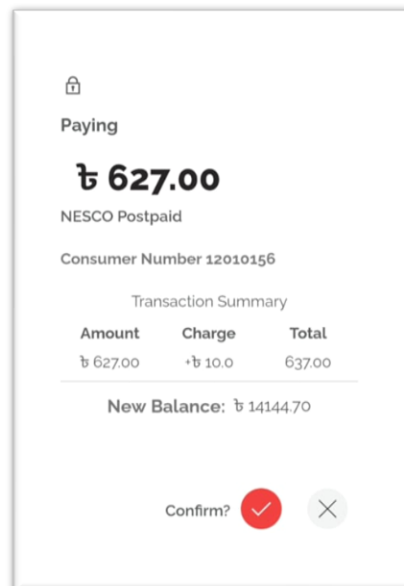 Paying
৳ 627.00
NESCO Postpaid
Consumer Number 12010156
Transaction Summary
Amount Charge Total
৳ 627.00 +৳ 10.0 637.00
New Balance: ৳ 14144.70
Confirm?